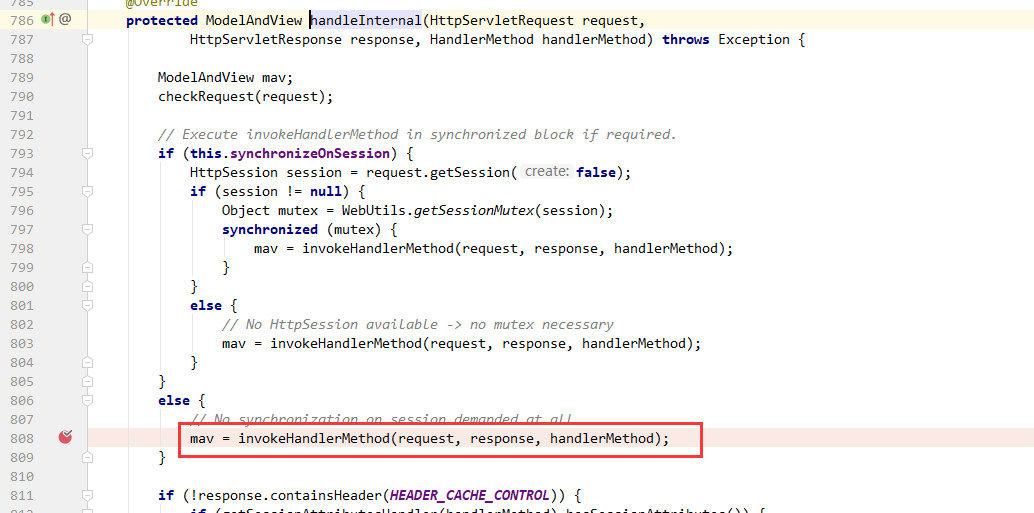 785 @Override
786 @ protected ModelAndView handleInternal(HttpServletRequest request,
787 HttpServletResponse response, HandlerMethod handlerMethod) throws Exception {
788
789 ModelAndView mav;
790 checkRequest(request);
791
792 // Execute invokeHandlerMethod in synchronized block if required.
793 if (this.synchronizeOnSession) {
794 HttpSession session = request.getSession( create: false);
795 if (session != null) {
796 Object mutex = WebUtils.getSessionMutex(session);
797 synchronized (mutex) {
798 mav = invokeHandlerMethod(request, response, handlerMethod);
799 }
800 }
801 else {
802 // No HttpSession available -> no mutex necessary
803 mav = invokeHandlerMethod(request, response, handlerMethod);
804 }
805 }
806 else {
807 // No synchronization on session demanded at all
808 mav = invokeHandlerMethod(request, response, handlerMethod);
809 }
810
811 if (!response.containsHeader(HEADER_CACHE_CONTROL)) {
812 if (getSessionAttributesHandler(handlerMethod).hasSessionAttributes()) {